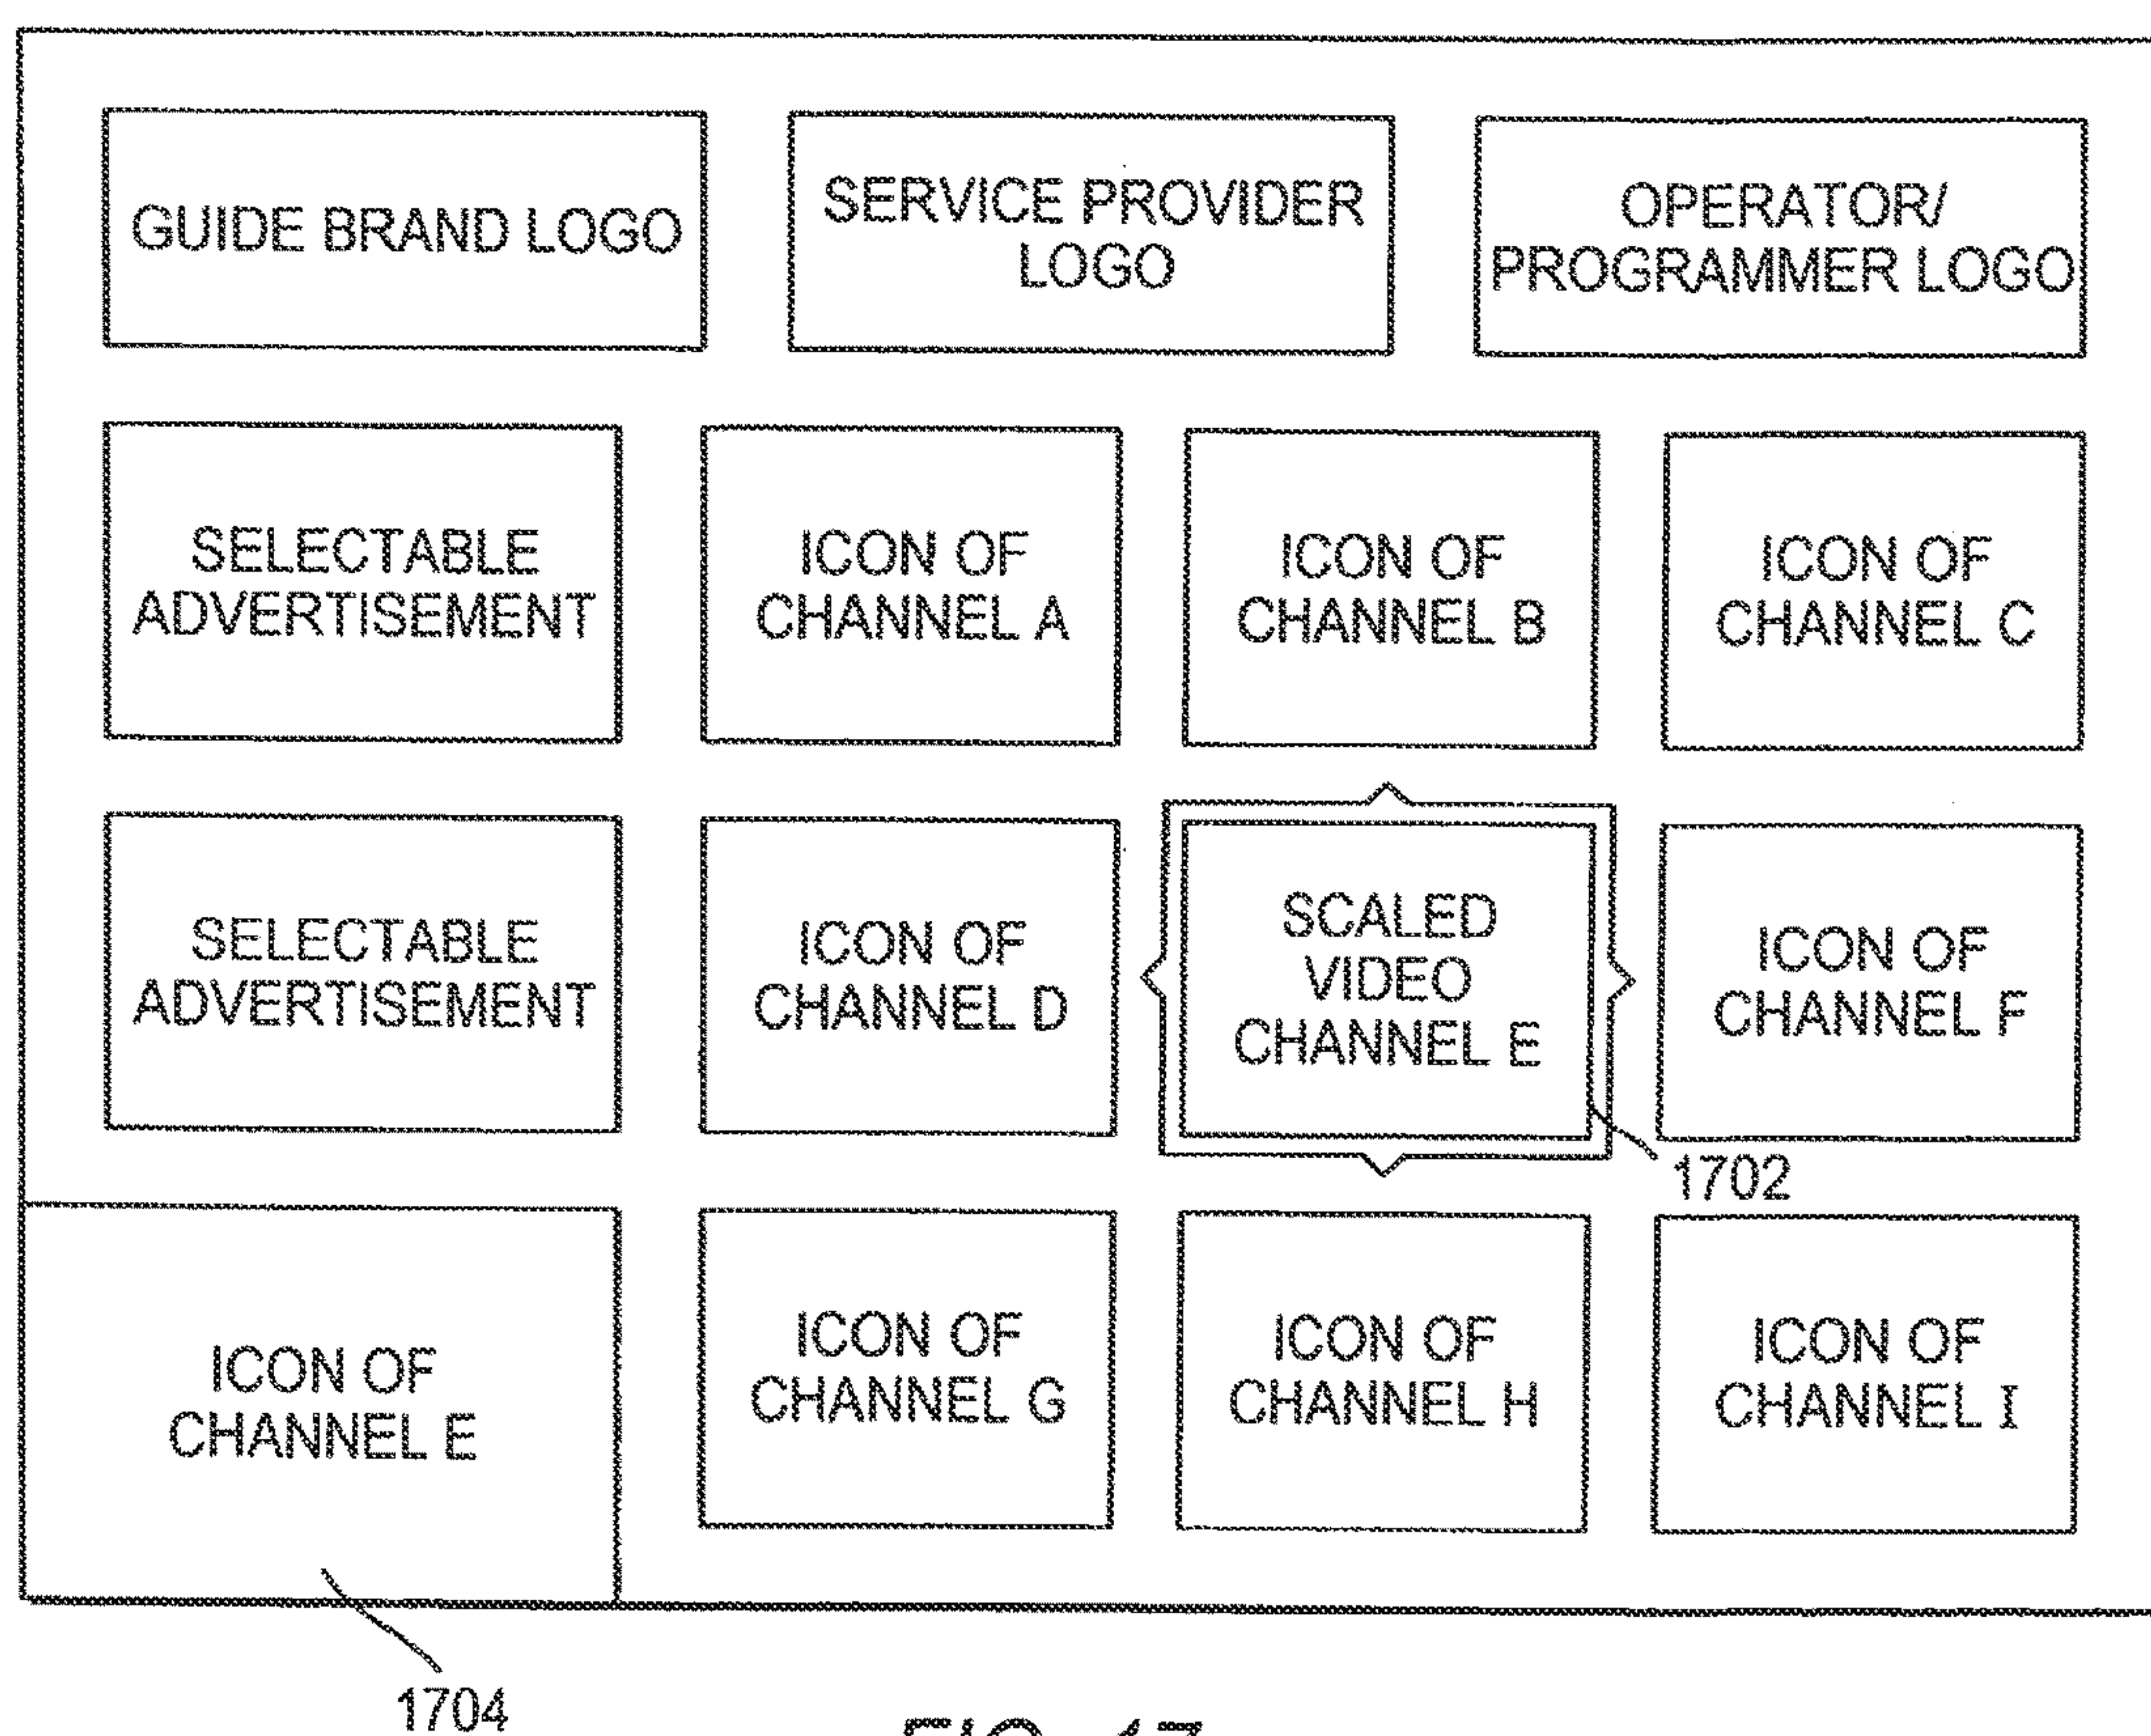 GUIDE BRAND LOGO
SERVICE PROVIDER
LOGO
OPERATOR/
PROGRAMMER LOGO
SELECTABLE
ADVERTISEMENT
ICON OF
CHANNEL A
ICON OF
CHANNEL B
ICON OF
CHANNEL C
SELECTABLE
ADVERTISEMENT
ICON OF
CHANNEL D
SCALED
VIDEO
CHANNEL E
ICON OF
CHANNEL F
1702
ICON OF
CHANNEL E
ICON OF
CHANNEL G
ICON OF
CHANNEL H
ICON OF
CHANNEL I
1704
FIG. 17